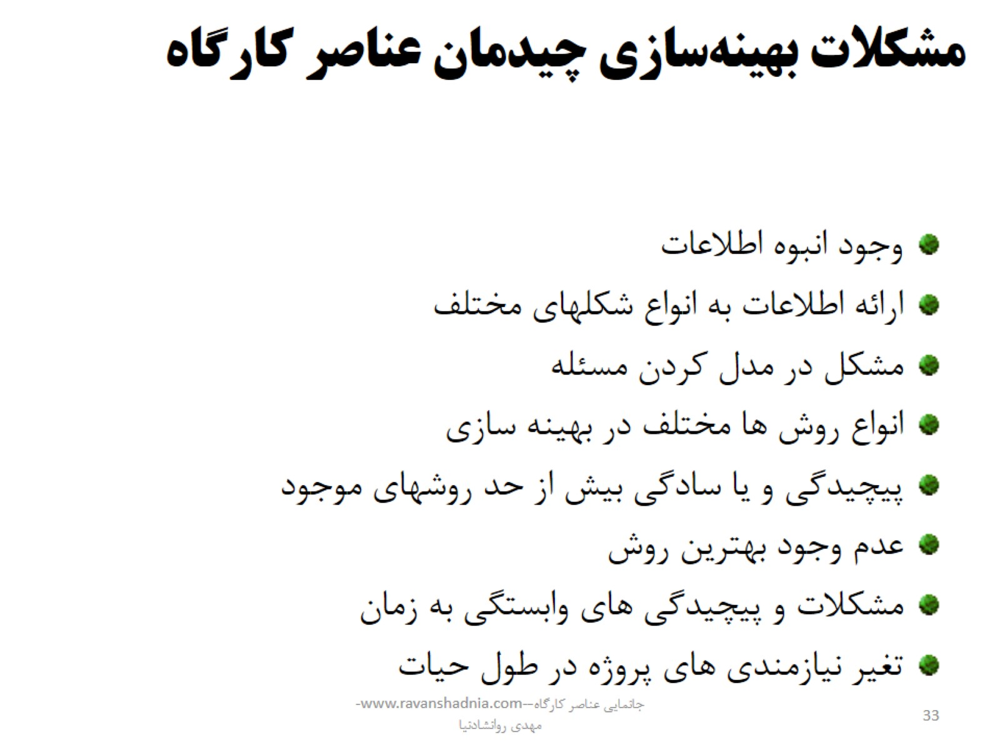 مشکلات بهینه‌سازی چیدمان عناصر کارگاه
وجود انبوه اطلاعات
ارائه اطلاعات به انواع شکلهای مختلف
مشکل در مدل کردن مسئله
انواع روش ها مختلف در بهینه سازی
پیچیدگی و یا سادگی بیش از حد روشهای موجود
عدم وجود بهترین روش
مشکلات و پیچیدگی های وابستگی به زمان
تغیر نیازمندی های پروژه در طول حیات
جانمایی عناصر کارگاه--www.ravanshadnia.com-
مهدی روانشادنیا
33